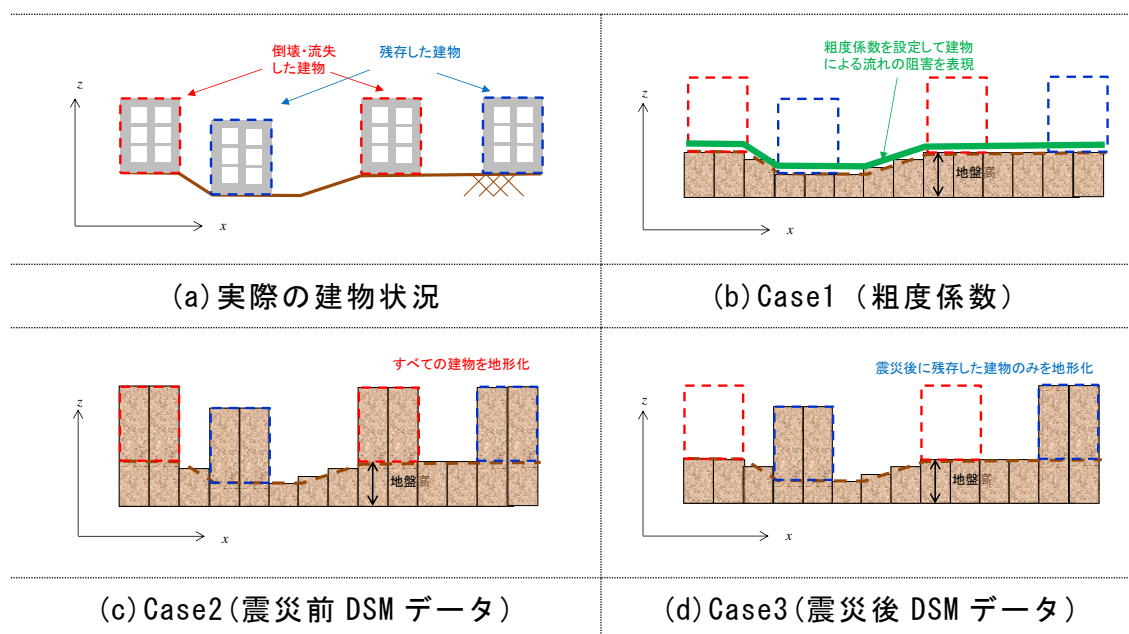 倒壊・流失
した建物
残存した建物
z
x
(a)実際の建物状況
粗度係数を設定して建物
による流れの阻害を表現
z
地盤高
x
(b)Case1（粗度係数）
すべての建物を地形化
z
地盤高
x
(c)Case2(震災前 DSM データ)
震災後に残存した建物のみを地形化
z
地盤高
x
(d)Case3(震災後 DSM データ)